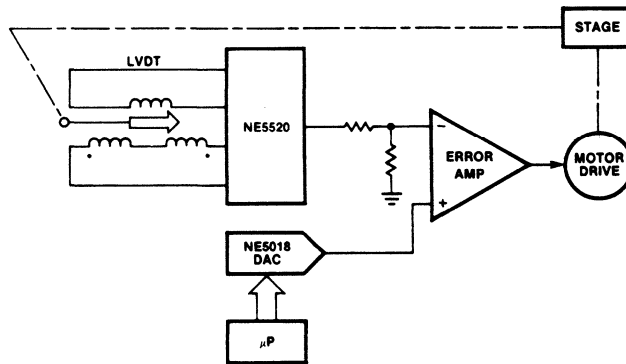 STAGE
LVDT
NE5520
−
ERROR
AMP
+
MOTOR
DRIVE
NE5018
DAC
μP